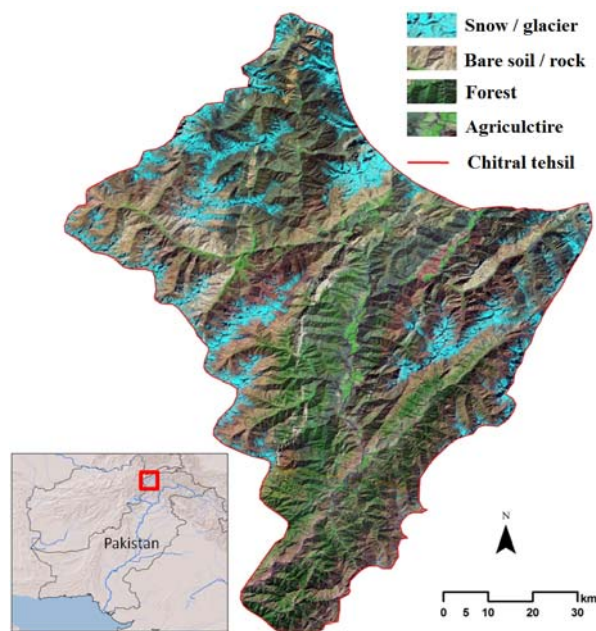 Snow / glacier
Bare soil / rock
Forest
Agriculctire
Chitral tehsil
Pakistan
N
km
0 5 10 20 30